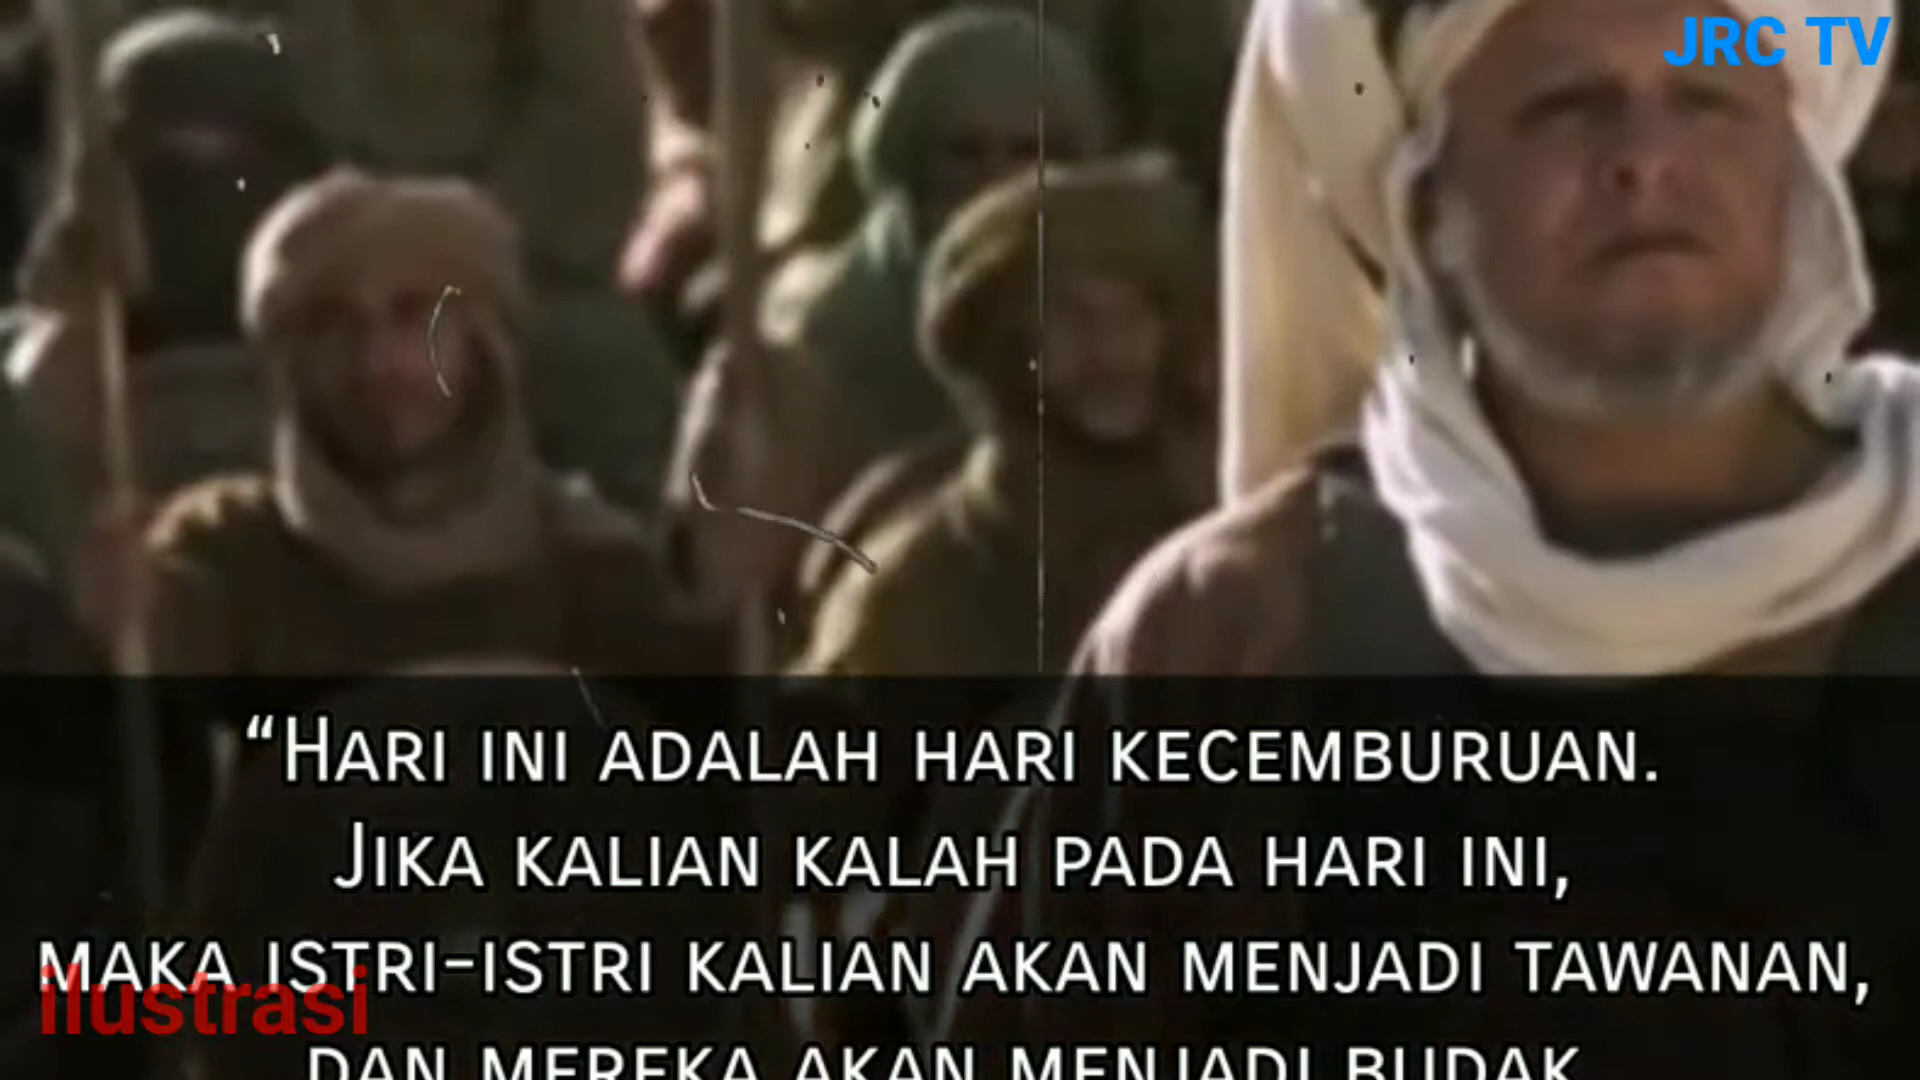 JRC TV
“HARI INI ADALAH HARI KECEMBURUAN.
JIKA KALIAN KALAH PADA HARI INI,
MAKA ISTRI-ISTRI KALIAN AKAN MENJADI TAWANAN,
ilustrasi
DAN MEREKA AKAN MENJADI BUDAK